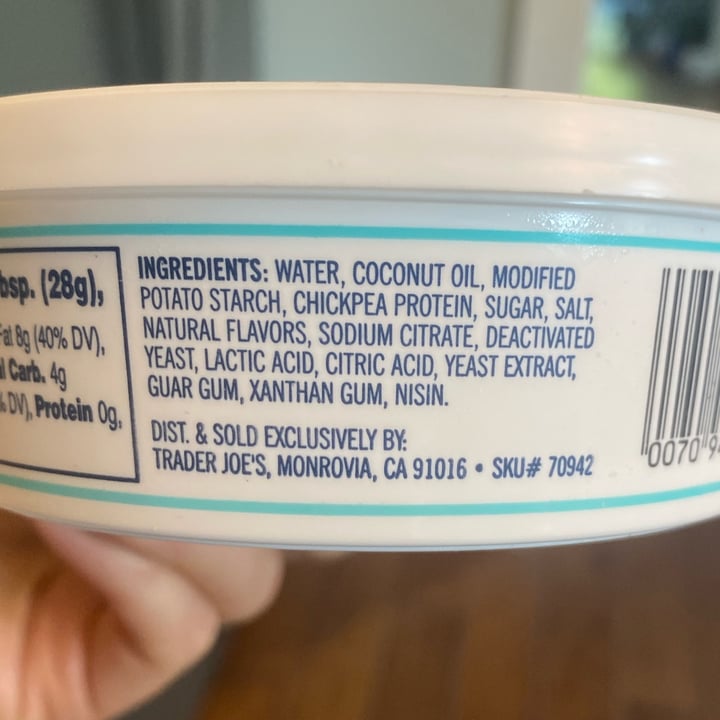 bsp. (28g),
Fat 8g (40% DV),
Carb. 4g
DV), Protein 0g,
INGREDIENTS: WATER, COCONUT OIL, MODIFIED
POTATO STARCH, CHICKPEA PROTEIN, SUGAR, SALT,
NATURAL FLAVORS, SODIUM CITRATE, DEACTIVATED
YEAST, LACTIC ACID, CITRIC ACID, YEAST EXTRACT,
GUAR GUM, XANTHAN GUM, NISIN.
DIST. & SOLD EXCLUSIVELY BY:
TRADER JOE'S, MONROVIA, CA 91016 • SKU# 70942
0070 9